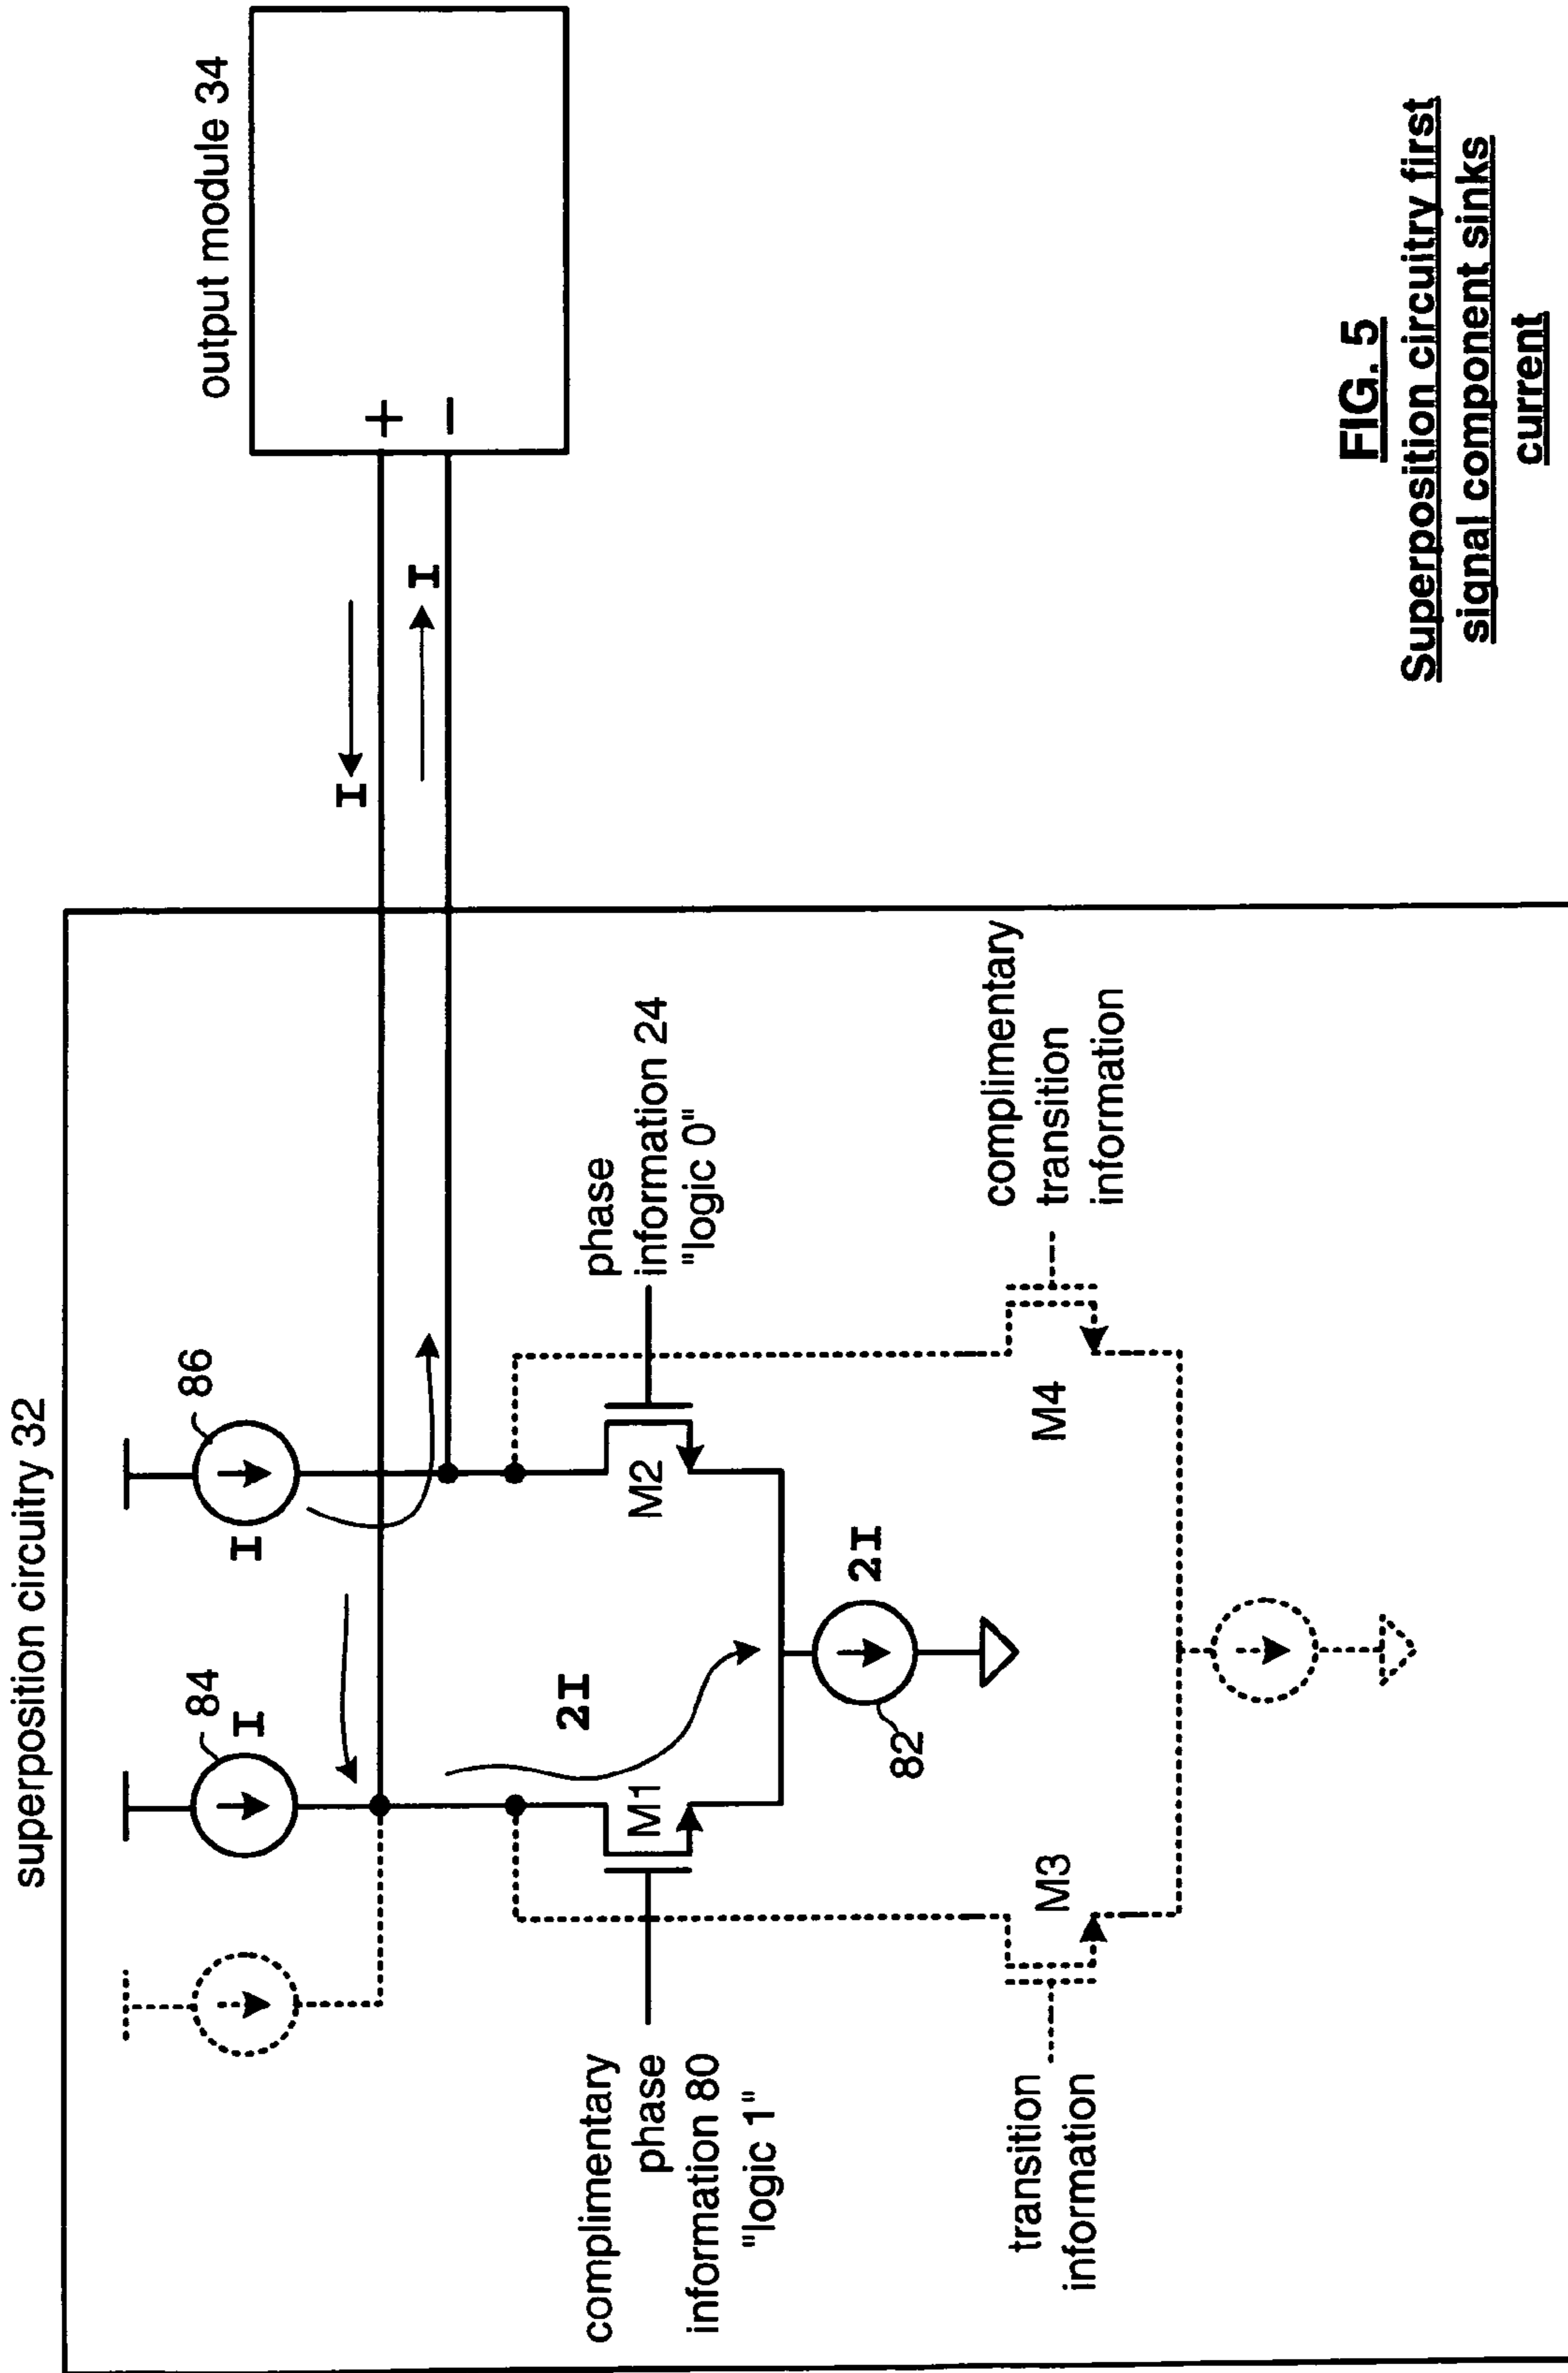 superposition circuitry 32
84
I
86
I
output module 34
+
−
I
I
2I
M1
M2
2I
82
complimentary
phase
information 80
"logic 1"
phase
information 24
"logic 0"
M3
M4
transition
information
complimentary
transition
information
FIG. 5
Superposition circuitry first
signal component sinks
current